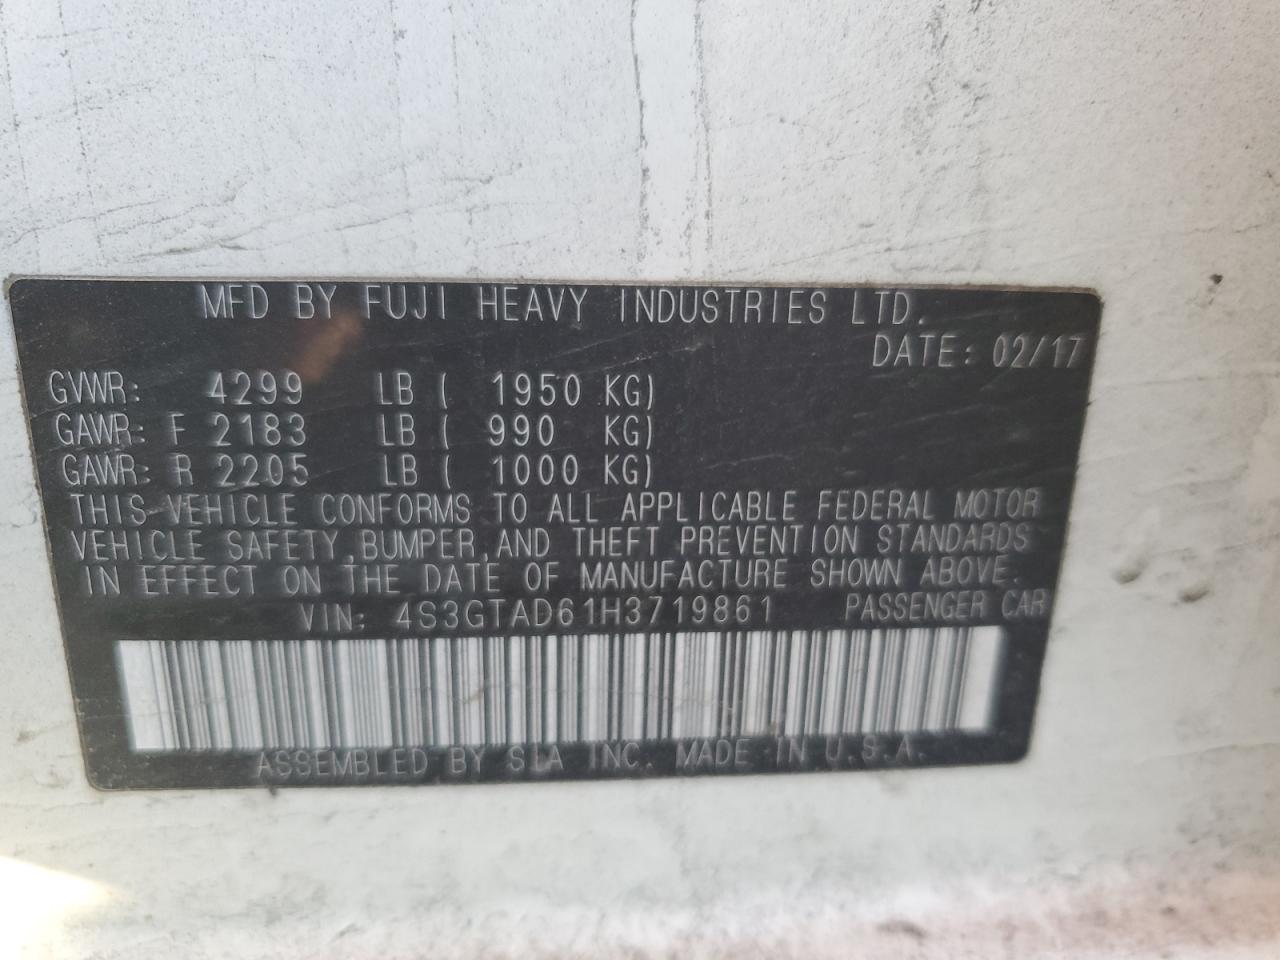 MFD BY FUJI HEAVY INDUSTRIES LTD.
DATE: 02/17
GVWR: 4299 LB ( 1950 KG)
GAWR: F 2183 LB ( 990 KG)
GAWR: R 2205 LB ( 1000 KG)
THIS VEHICLE CONFORMS TO ALL APPLICABLE FEDERAL MOTOR
VEHICLE SAFETY,BUMPER,AND THEFT PREVENTION STANDARDS
IN EFFECT ON THE DATE OF MANUFACTURE SHOWN ABOVE.
VIN: 4S3GTAD61H3719861 PASSENGER CAR
ASSEMBLED BY SIA INC. MADE IN U.S.A.